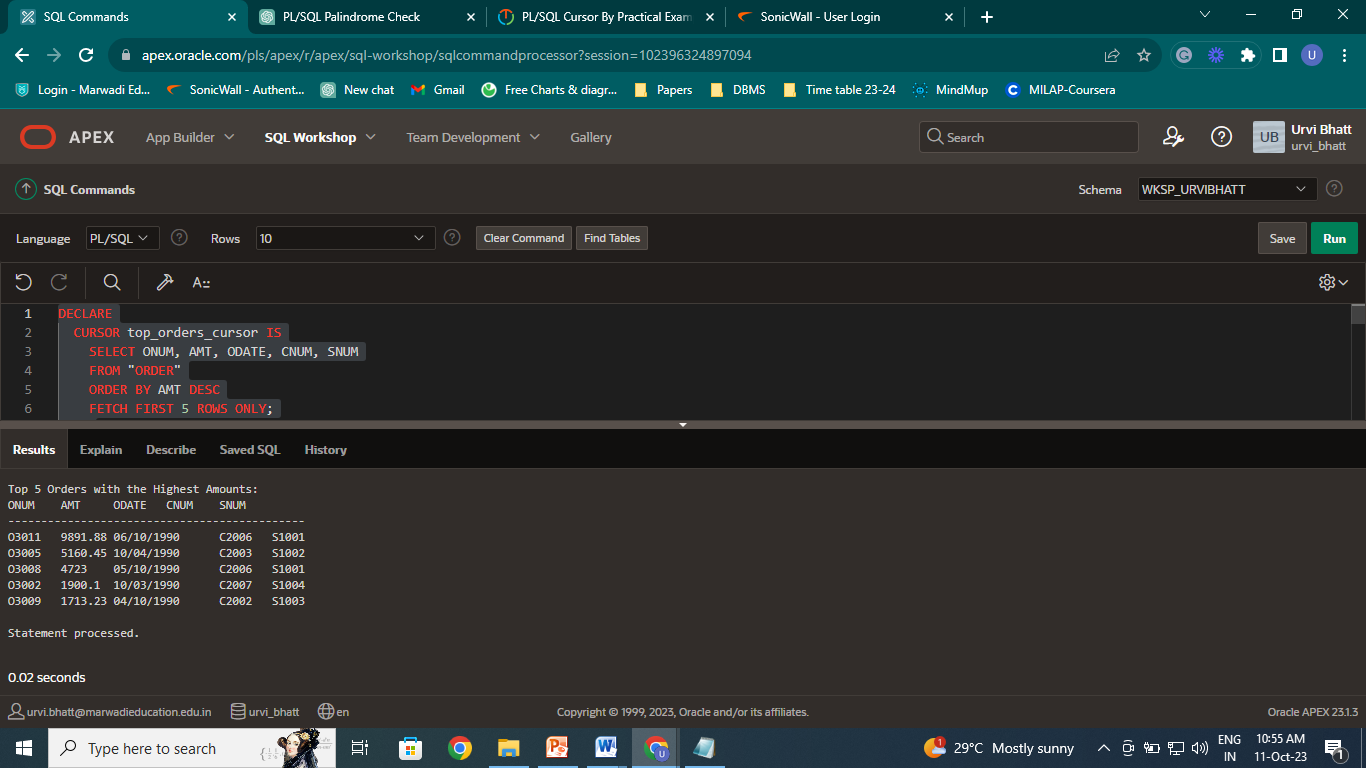 SQL Commands
PL/SQL Palindrome Check
PL/SQL Cursor By Practical Exam
SonicWall - User Login
apex.oracle.com/pls/apex/r/apex/sql-workshop/sqlcommandprocessor?session=102396324897094
U
Login - Marwadi Ed...
SonicWall - Authent...
New chat
Gmail
Free Charts & diagr...
Papers
DBMS
Time table 23-24
MindMup
MILAP-Coursera
APEX
App Builder
SQL Workshop
Team Development
Gallery
Search
UB
Urvi Bhatt
urvi_bhatt
SQL Commands
Schema
WKSP_URVIBHATT
Language
PL/SQL
Rows
10
Clear Command
Find Tables
Save
Run
1 DECLARE
2 CURSOR top_orders_cursor IS
3 SELECT ONUM, AMT, ODATE, CNUM, SNUM
4 FROM "ORDER"
5 ORDER BY AMT DESC
6 FETCH FIRST 5 ROWS ONLY;
Results
Explain
Describe
Saved SQL
History
Top 5 Orders with the Highest Amounts:
ONUM AMT ODATE CNUM SNUM
---------------------------------------------
O3011 9891.88 06/10/1990 C2006 S1001
O3005 5160.45 10/04/1990 C2003 S1002
O3008 4723 05/10/1990 C2006 S1001
O3002 1900.1 10/03/1990 C2007 S1004
O3009 1713.23 04/10/1990 C2002 S1003
Statement processed.
0.02 seconds
urvi.bhatt@marwadieducation.edu.in
urvi_bhatt
en
Copyright © 1999, 2023, Oracle and/or its affiliates.
Oracle APEX 23.1.3
Type here to search
29°C Mostly sunny
ENG
IN
10:55 AM
11-Oct-23
1